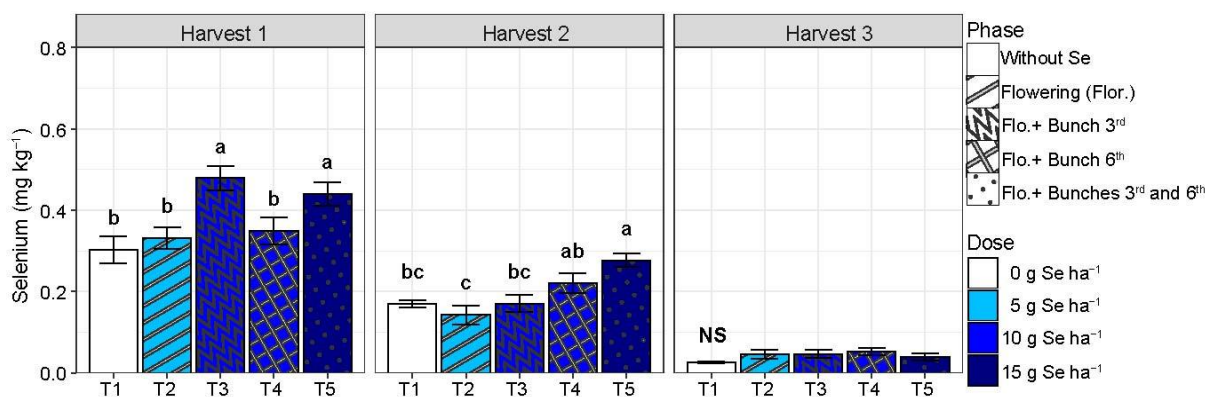 Harvest 1
Harvest 2
Harvest 3
Selenium (mg kg⁻¹)
0.8
0.6
0.4
0.2
0.0
b
b
a
b
a
bc
c
bc
ab
a
NS
T1 T2 T3 T4 T5
T1 T2 T3 T4 T5
T1 T2 T3 T4 T5
Phase
Without Se
Flowering (Flor.)
Flo.+ Bunch 3ʳᵈ
Flo.+ Bunch 6ᵗʰ
Flo.+ Bunches 3ʳᵈ and 6ᵗʰ
Dose
0 g Se ha⁻¹
5 g Se ha⁻¹
10 g Se ha⁻¹
15 g Se ha⁻¹